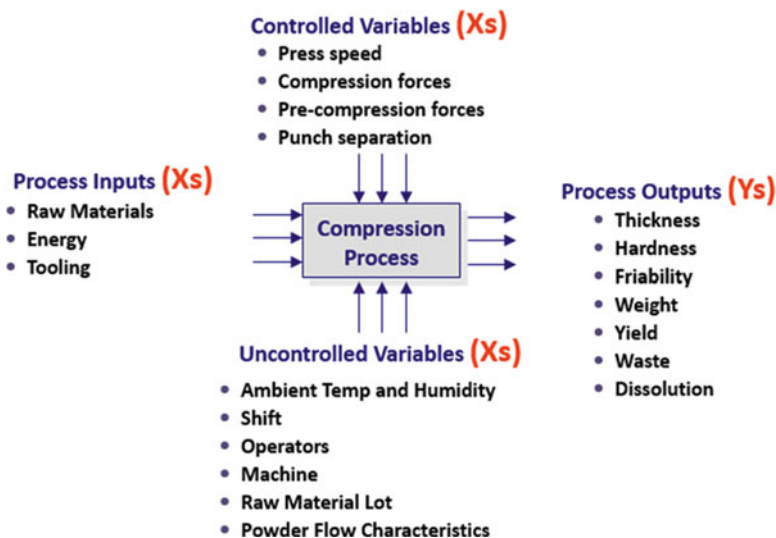 Controlled Variables (Xs)
• Press speed
• Compression forces
• Pre-compression forces
• Punch separation
Process Inputs (Xs)
• Raw Materials
• Energy
• Tooling
Compression
Process
Process Outputs (Ys)
• Thickness
• Hardness
• Friability
• Weight
• Yield
• Waste
• Dissolution
Uncontrolled Variables (Xs)
• Ambient Temp and Humidity
• Shift
• Operators
• Machine
• Raw Material Lot
• Powder Flow Characteristics